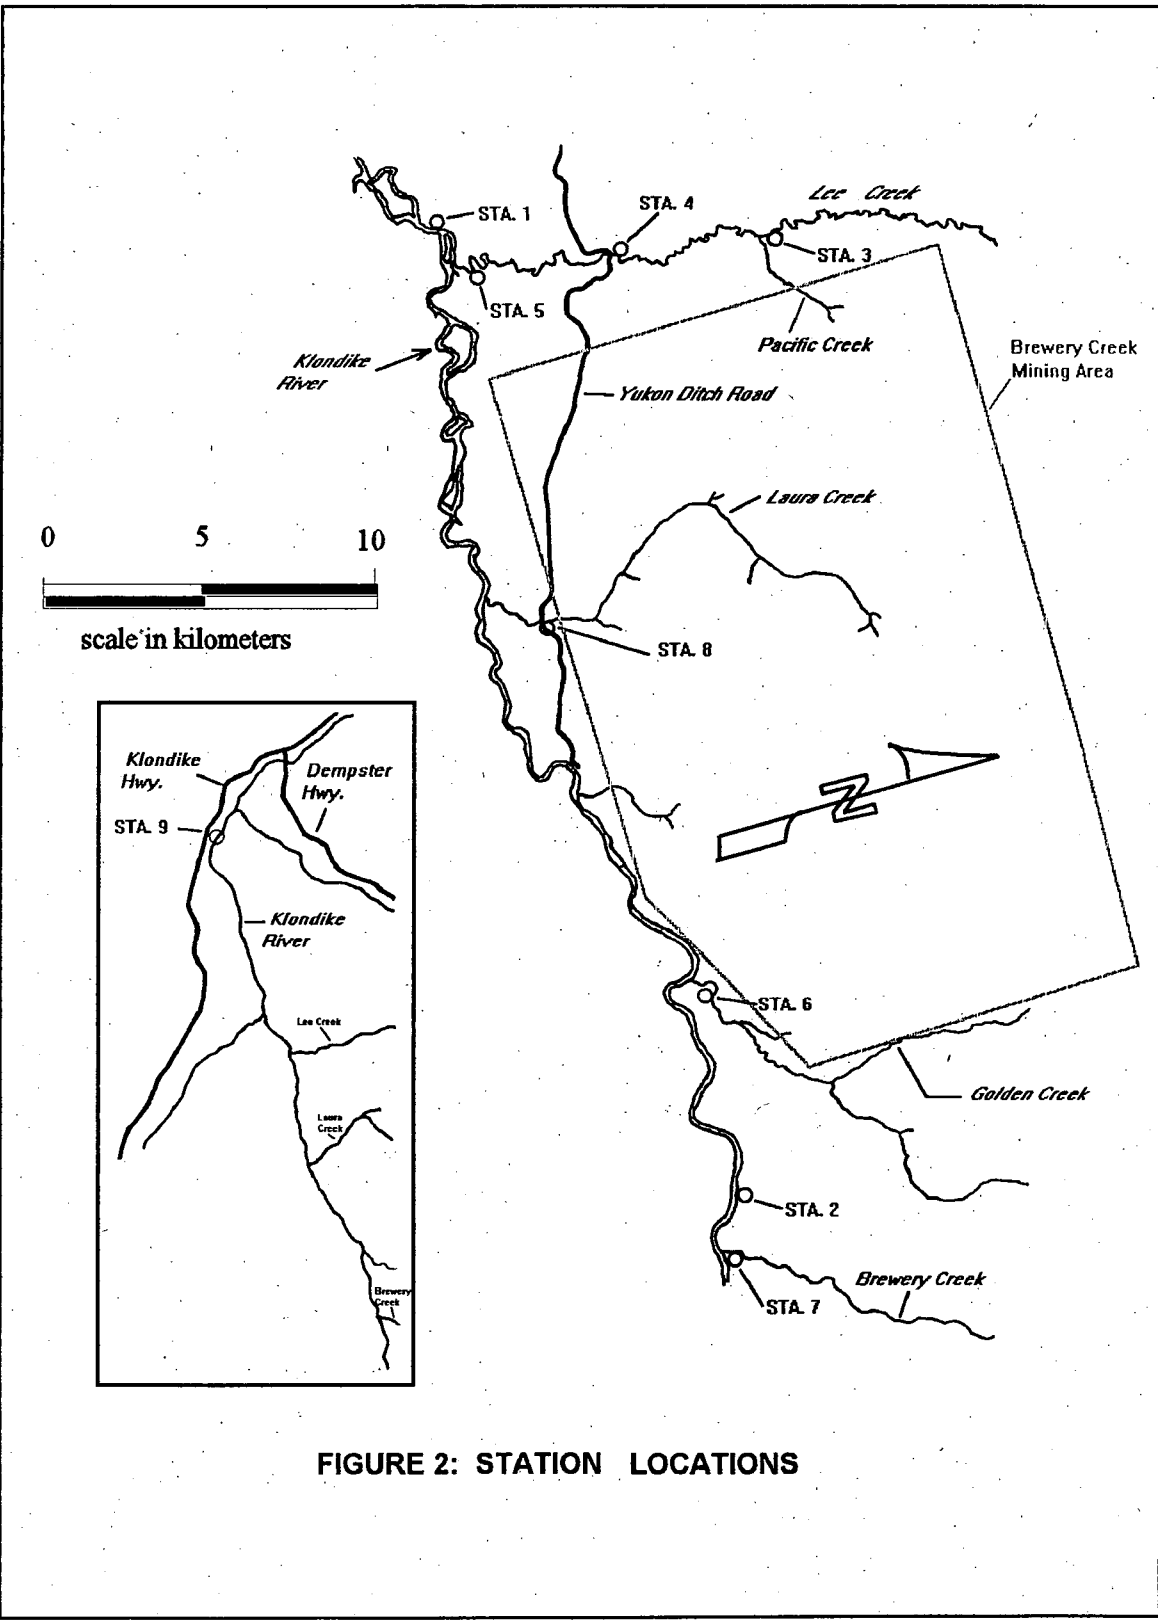 Lee Creek
STA. 1
STA. 4
STA. 3
STA. 5
Pacific Creek
Brewery Creek
Mining Area
Klondike
River
Yukon Ditch Road
Laura Creek
0 5 10
scale in kilometers
STA. 8
N
Klondike
Hwy.
Dempster
Hwy.
STA. 9
Klondike
River
Lee Creek
Laura
Creek
Brewery
Creek
STA. 6
Golden Creek
STA. 2
Brewery Creek
STA. 7
FIGURE 2: STATION LOCATIONS